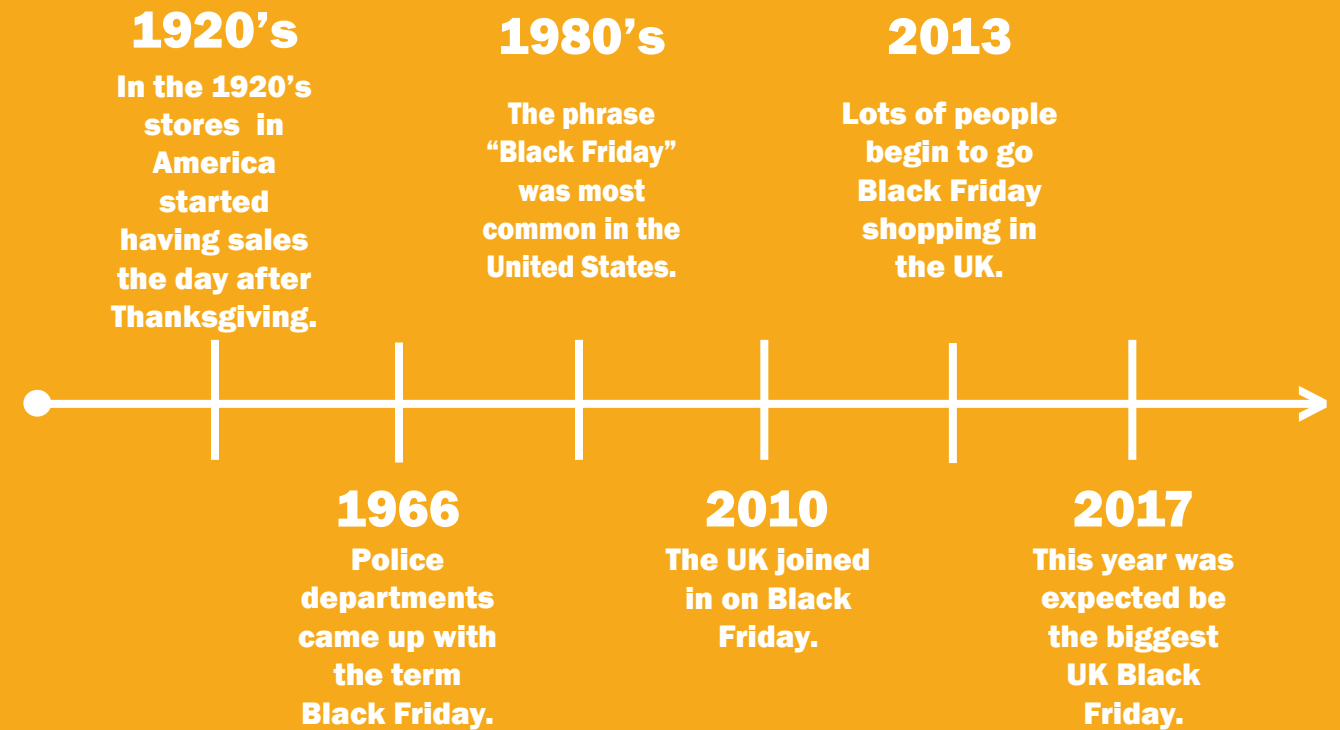 1920’s
In the 1920’s
stores  in
America
started
having sales
the day after
Thanksgiving.
1966
Police
departments
came up with
the term
Black Friday.
1980’s
The phrase
“Black Friday”
was most
common in the
United States.
2010
The UK joined
in on Black
Friday.
2013
Lots of people
begin to go
Black Friday
shopping in
the UK.
2017
This year was
expected be
the biggest
UK Black
Friday.